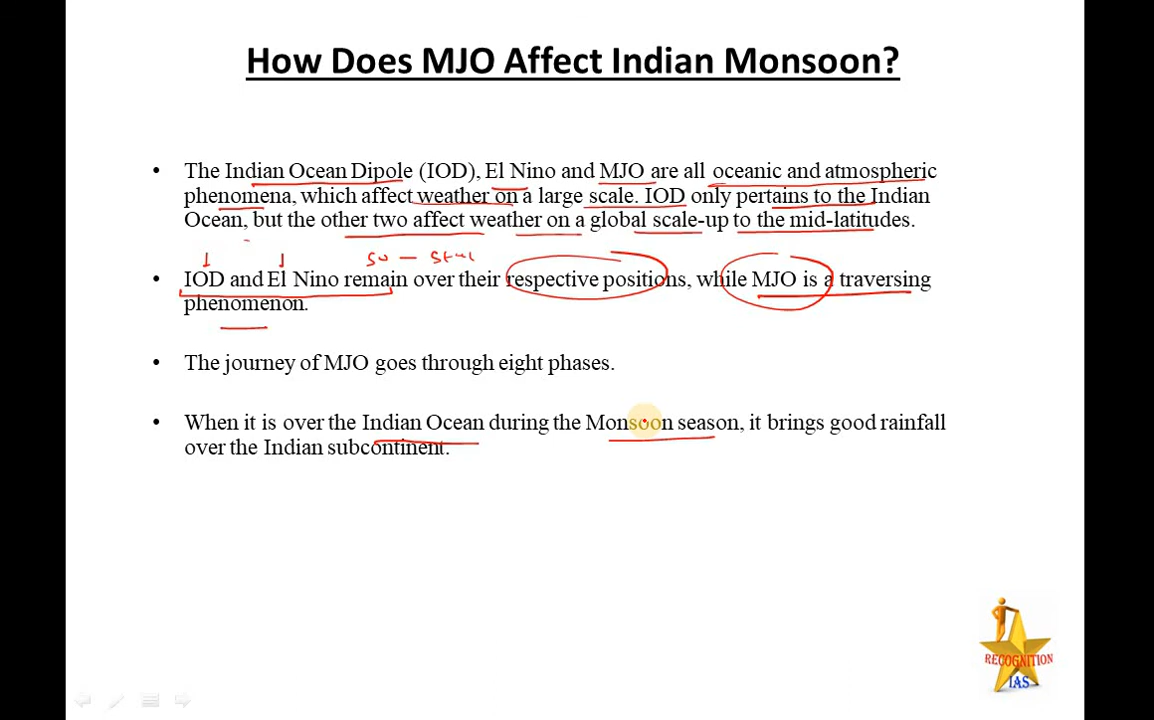 How Does MJO Affect Indian Monsoon?
• The Indian Ocean Dipole (IOD), El Nino and MJO are all oceanic and atmospheric
phenomena, which affect weather on a large scale. IOD only pertains to the Indian
Ocean, but the other two affect weather on a global scale-up to the mid-latitudes.
• IOD and El Nino remain over their respective positions, while MJO is a traversing
phenomenon.
• The journey of MJO goes through eight phases.
• When it is over the Indian Ocean during the Monsoon season, it brings good rainfall
over the Indian subcontinent.
RECOGNITION
IAS